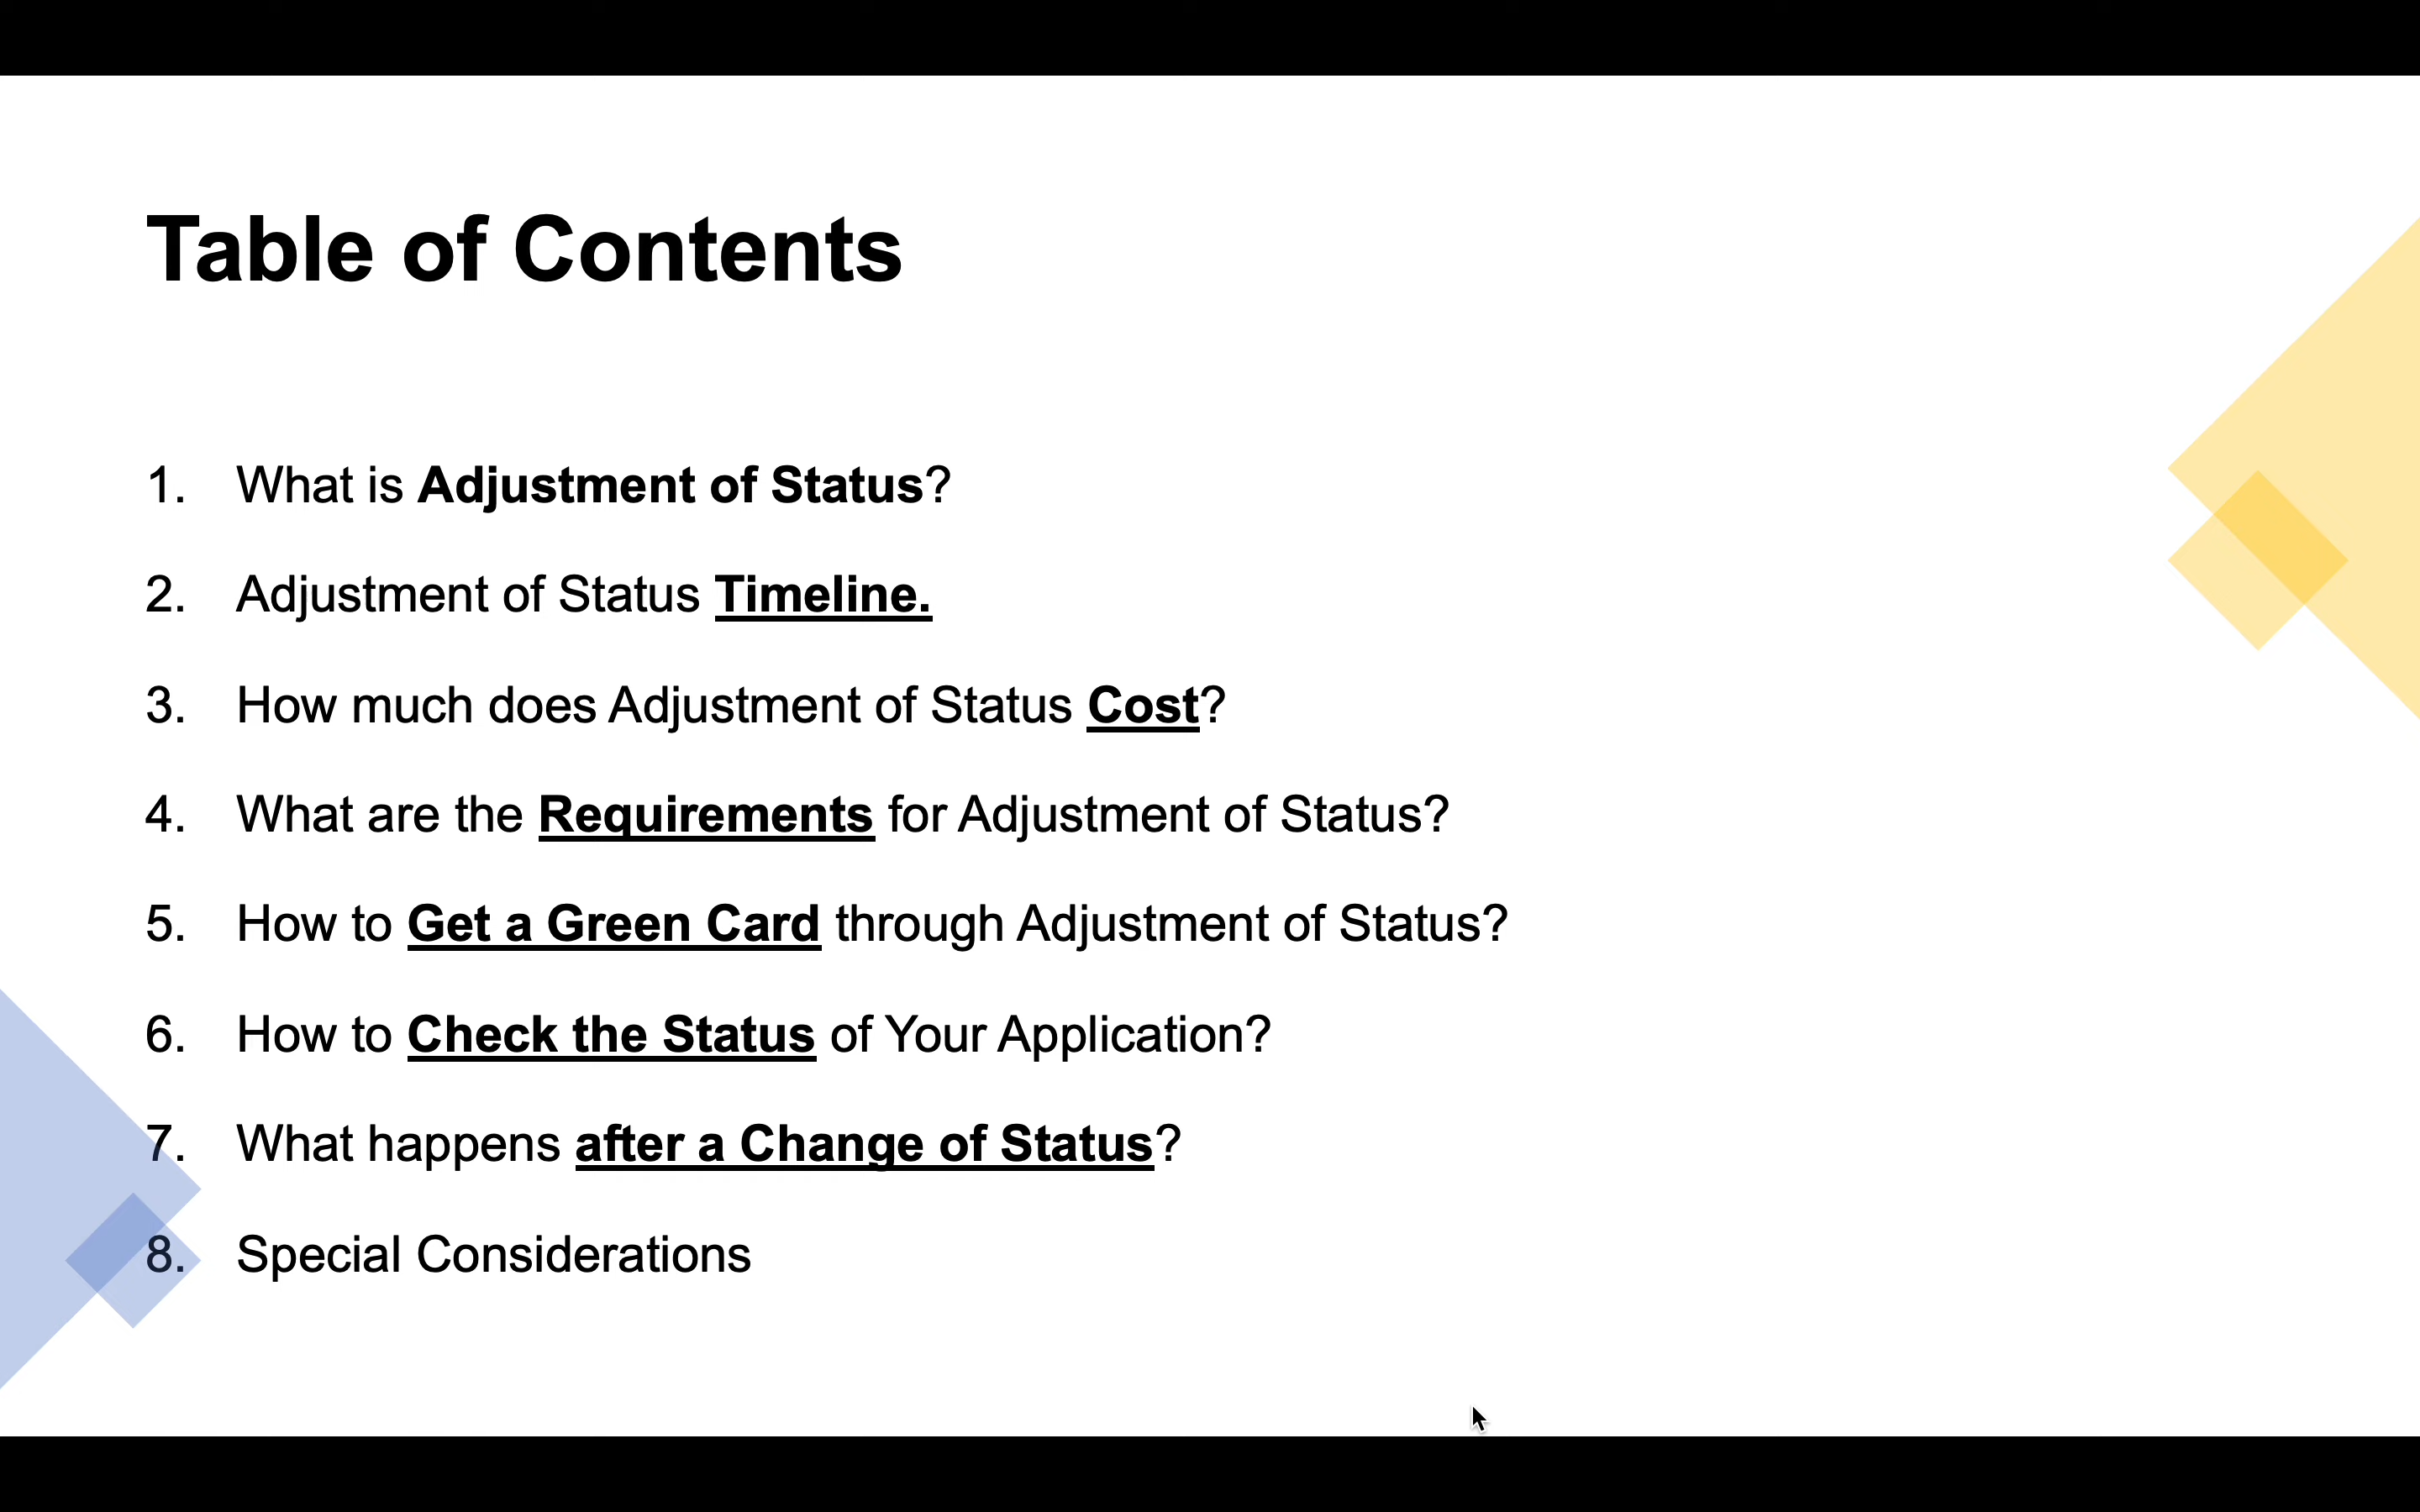 Table of Contents
1. What is Adjustment of Status?
2. Adjustment of Status Timeline.
3. How much does Adjustment of Status Cost?
4. What are the Requirements for Adjustment of Status?
5. How to Get a Green Card through Adjustment of Status?
6. How to Check the Status of Your Application?
7. What happens after a Change of Status?
8. Special Considerations